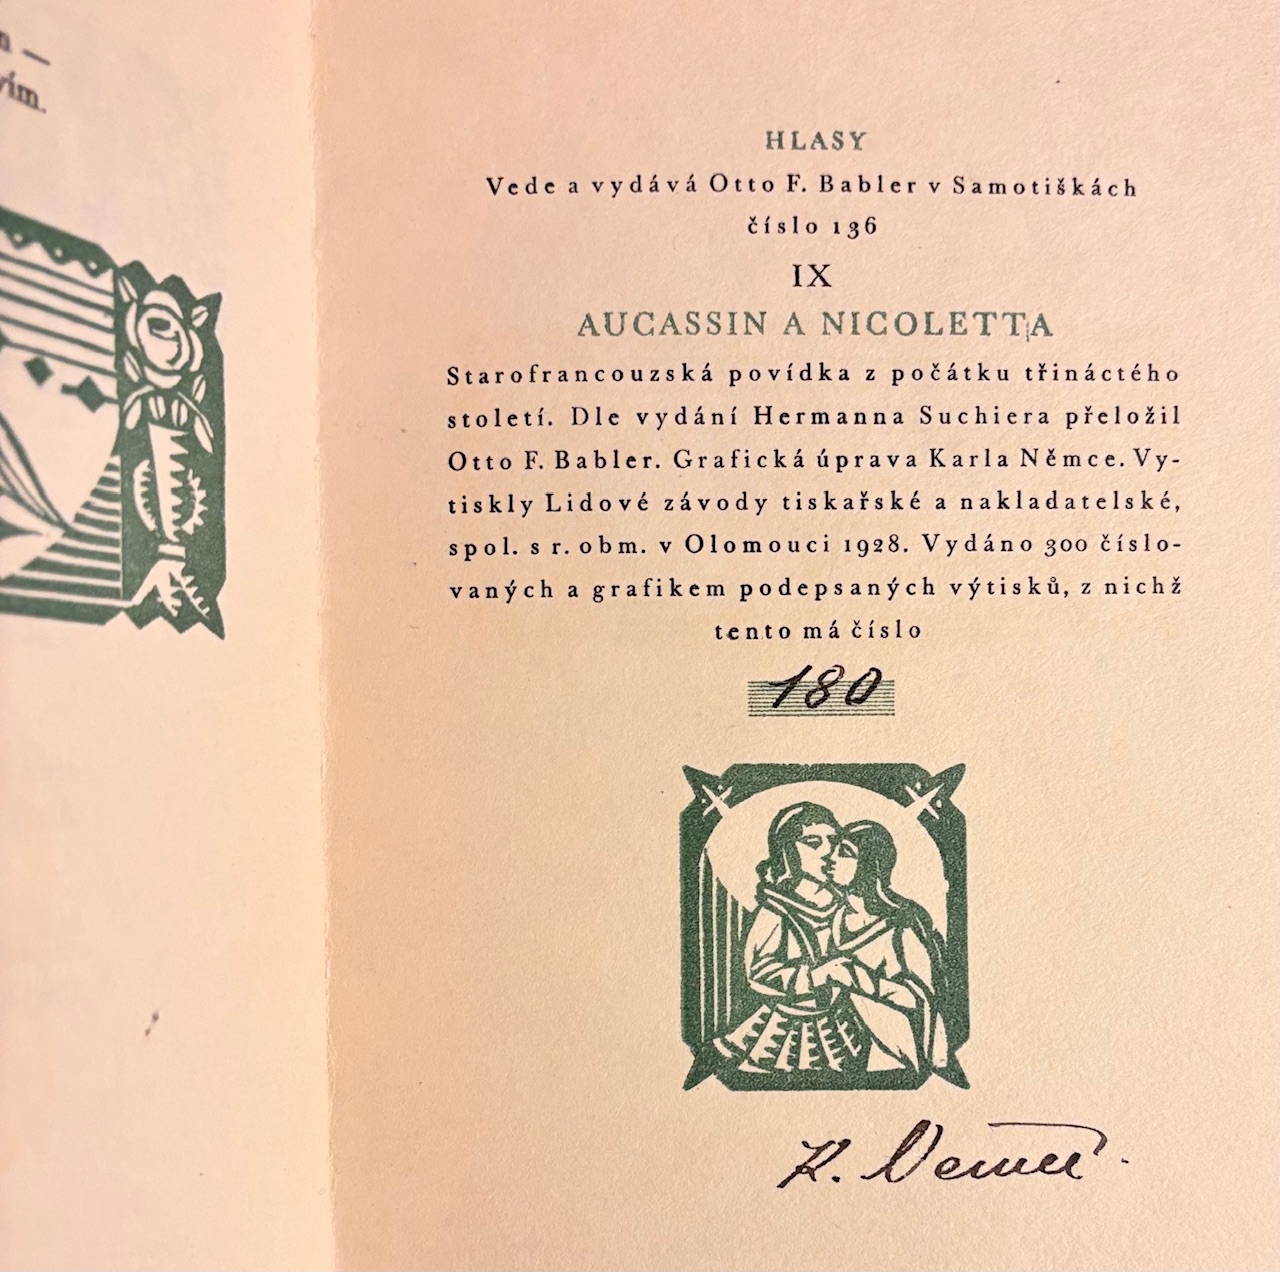 vím.
HLASY
Vede a vydává Otto F. Babler v Samotiškách
číslo 136
IX
AUCASSIN A NICOLETTA
Starofrancouzská povídka z počátku třináctého
století. Dle vydání Hermanna Suchiera přeložil
Otto F. Babler. Grafická úprava Karla Němce. Vy-
tiskly Lidové závody tiskařské a nakladatelské,
spol. s r. obm. v Olomouci 1928. Vydáno 300 číslo-
vaných a grafikem podepsaných výtisků, z nichž
tento má číslo
180
K. Němec